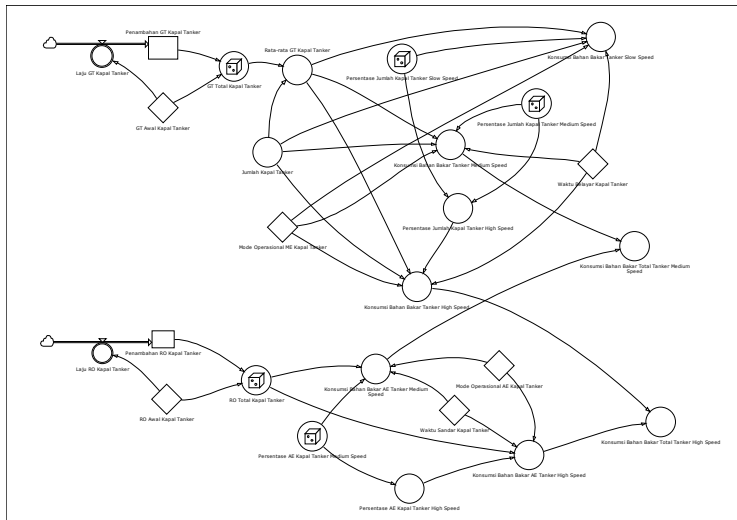 Penambahan GT Kapal Tanker
Rata-rata GT Kapal Tanker
Konsumsi Bahan Bakar Tanker Slow Speed
Laju GT Kapal Tanker
Persentase Jumlah Kapal Tanker Slow Speed
GT Total Kapal Tanker
GT Awal Kapal Tanker
Persentase Jumlah Kapal Tanker Medium Speed
Konsumsi Bahan Bakar Tanker Medium Speed
Jumlah Kapal Tanker
Waktu Belayar Kapal Tanker
Persentase Jumlah Kapal Tanker High Speed
Mode Operasional ME Kapal Tanker
Konsumsi Bahan Bakar Total Tanker Medium
Speed
Konsumsi Bahan Bakar Tanker High Speed
Penambahan RO Kapal Tanker
Laju RO Kapal Tanker
Konsumsi Bahan Bakar AE Tanker Medium
Speed
Mode Operasional AE Kapal Tanker
RO Total Kapal Tanker
RO Awal Kapal Tanker
Waktu Sandar Kapal Tanker
Konsumsi Bahan Bakar Total Tanker High Speed
Persentase AE Kapal Tanker Medium Speed
Konsumsi Bahan Bakar AE Tanker High Speed
Persentase AE Kapal Tanker High Speed